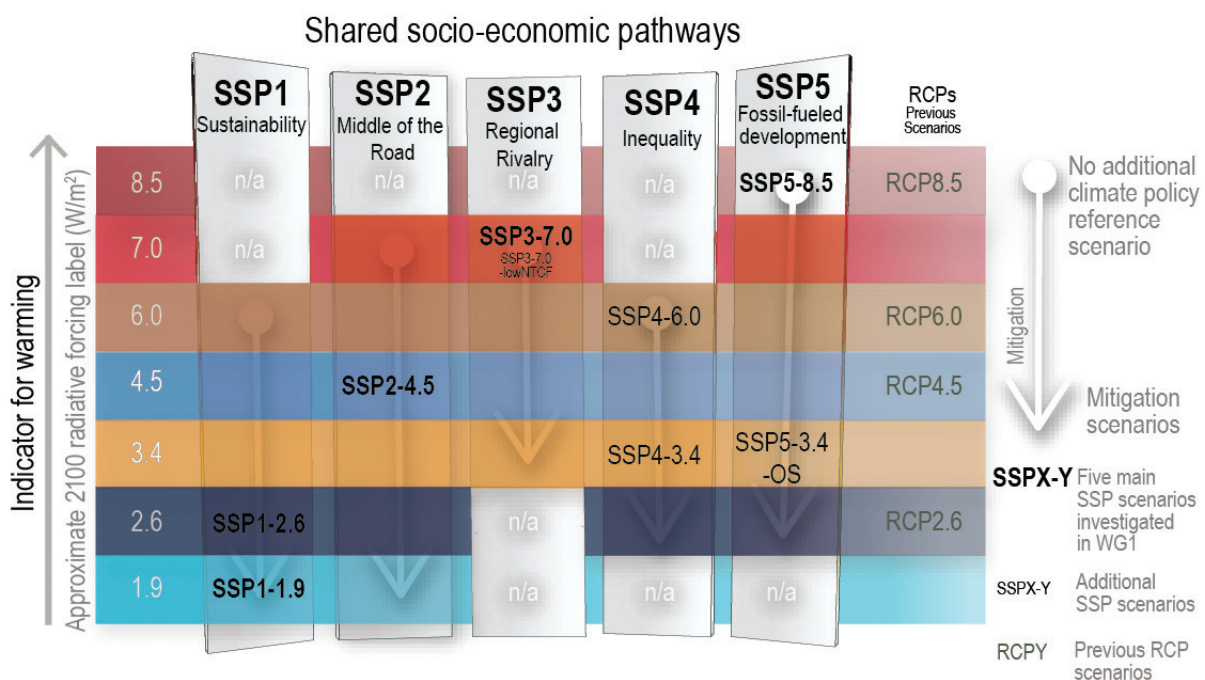 Shared socio-economic pathways
SSP1
Sustainability
SSP2
Middle of the
Road
SSP3
Regional
Rivalry
SSP4
Inequality
SSP5
Fossil-fueled
development
RCPs
Previous
Scenarios
Indicator for warming
Approximate 2100 radiative forcing label (W/m²)
8.5 n/a n/a n/a n/a SSP5-8.5 RCP8.5
7.0 n/a SSP3-7.0 n/a
SSP3-7.0
-lowNTCF
6.0 SSP4-6.0 RCP6.0
4.5 SSP2-4.5 RCP4.5
3.4 SSP4-3.4 SSP5-3.4
-OS
2.6 SSP1-2.6 n/a RCP2.6
1.9 SSP1-1.9 n/a n/a n/a
No additional
climate policy
reference
scenario
Mitigation
Mitigation
scenarios
SSPX-Y Five main
SSP scenarios
investigated
in WG1
SSPX-Y Additional
SSP scenarios
RCPY Previous RCP
scenarios